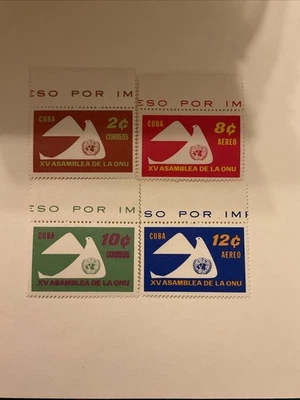 ESO POR IM
CUBA 2¢
CORREOS
XV ASAMBLEA DE LA ONU
ESO POR IM
CUBA 8¢
AEREO
XV ASAMBLEA DE LA ONU
ESO POR IM
CUBA 10¢
CORREOS
XV ASAMBLEA DE LA ONU
ESO POR IMP
CUBA 12¢
AEREO
XV ASAMBLEA DE LA ONU